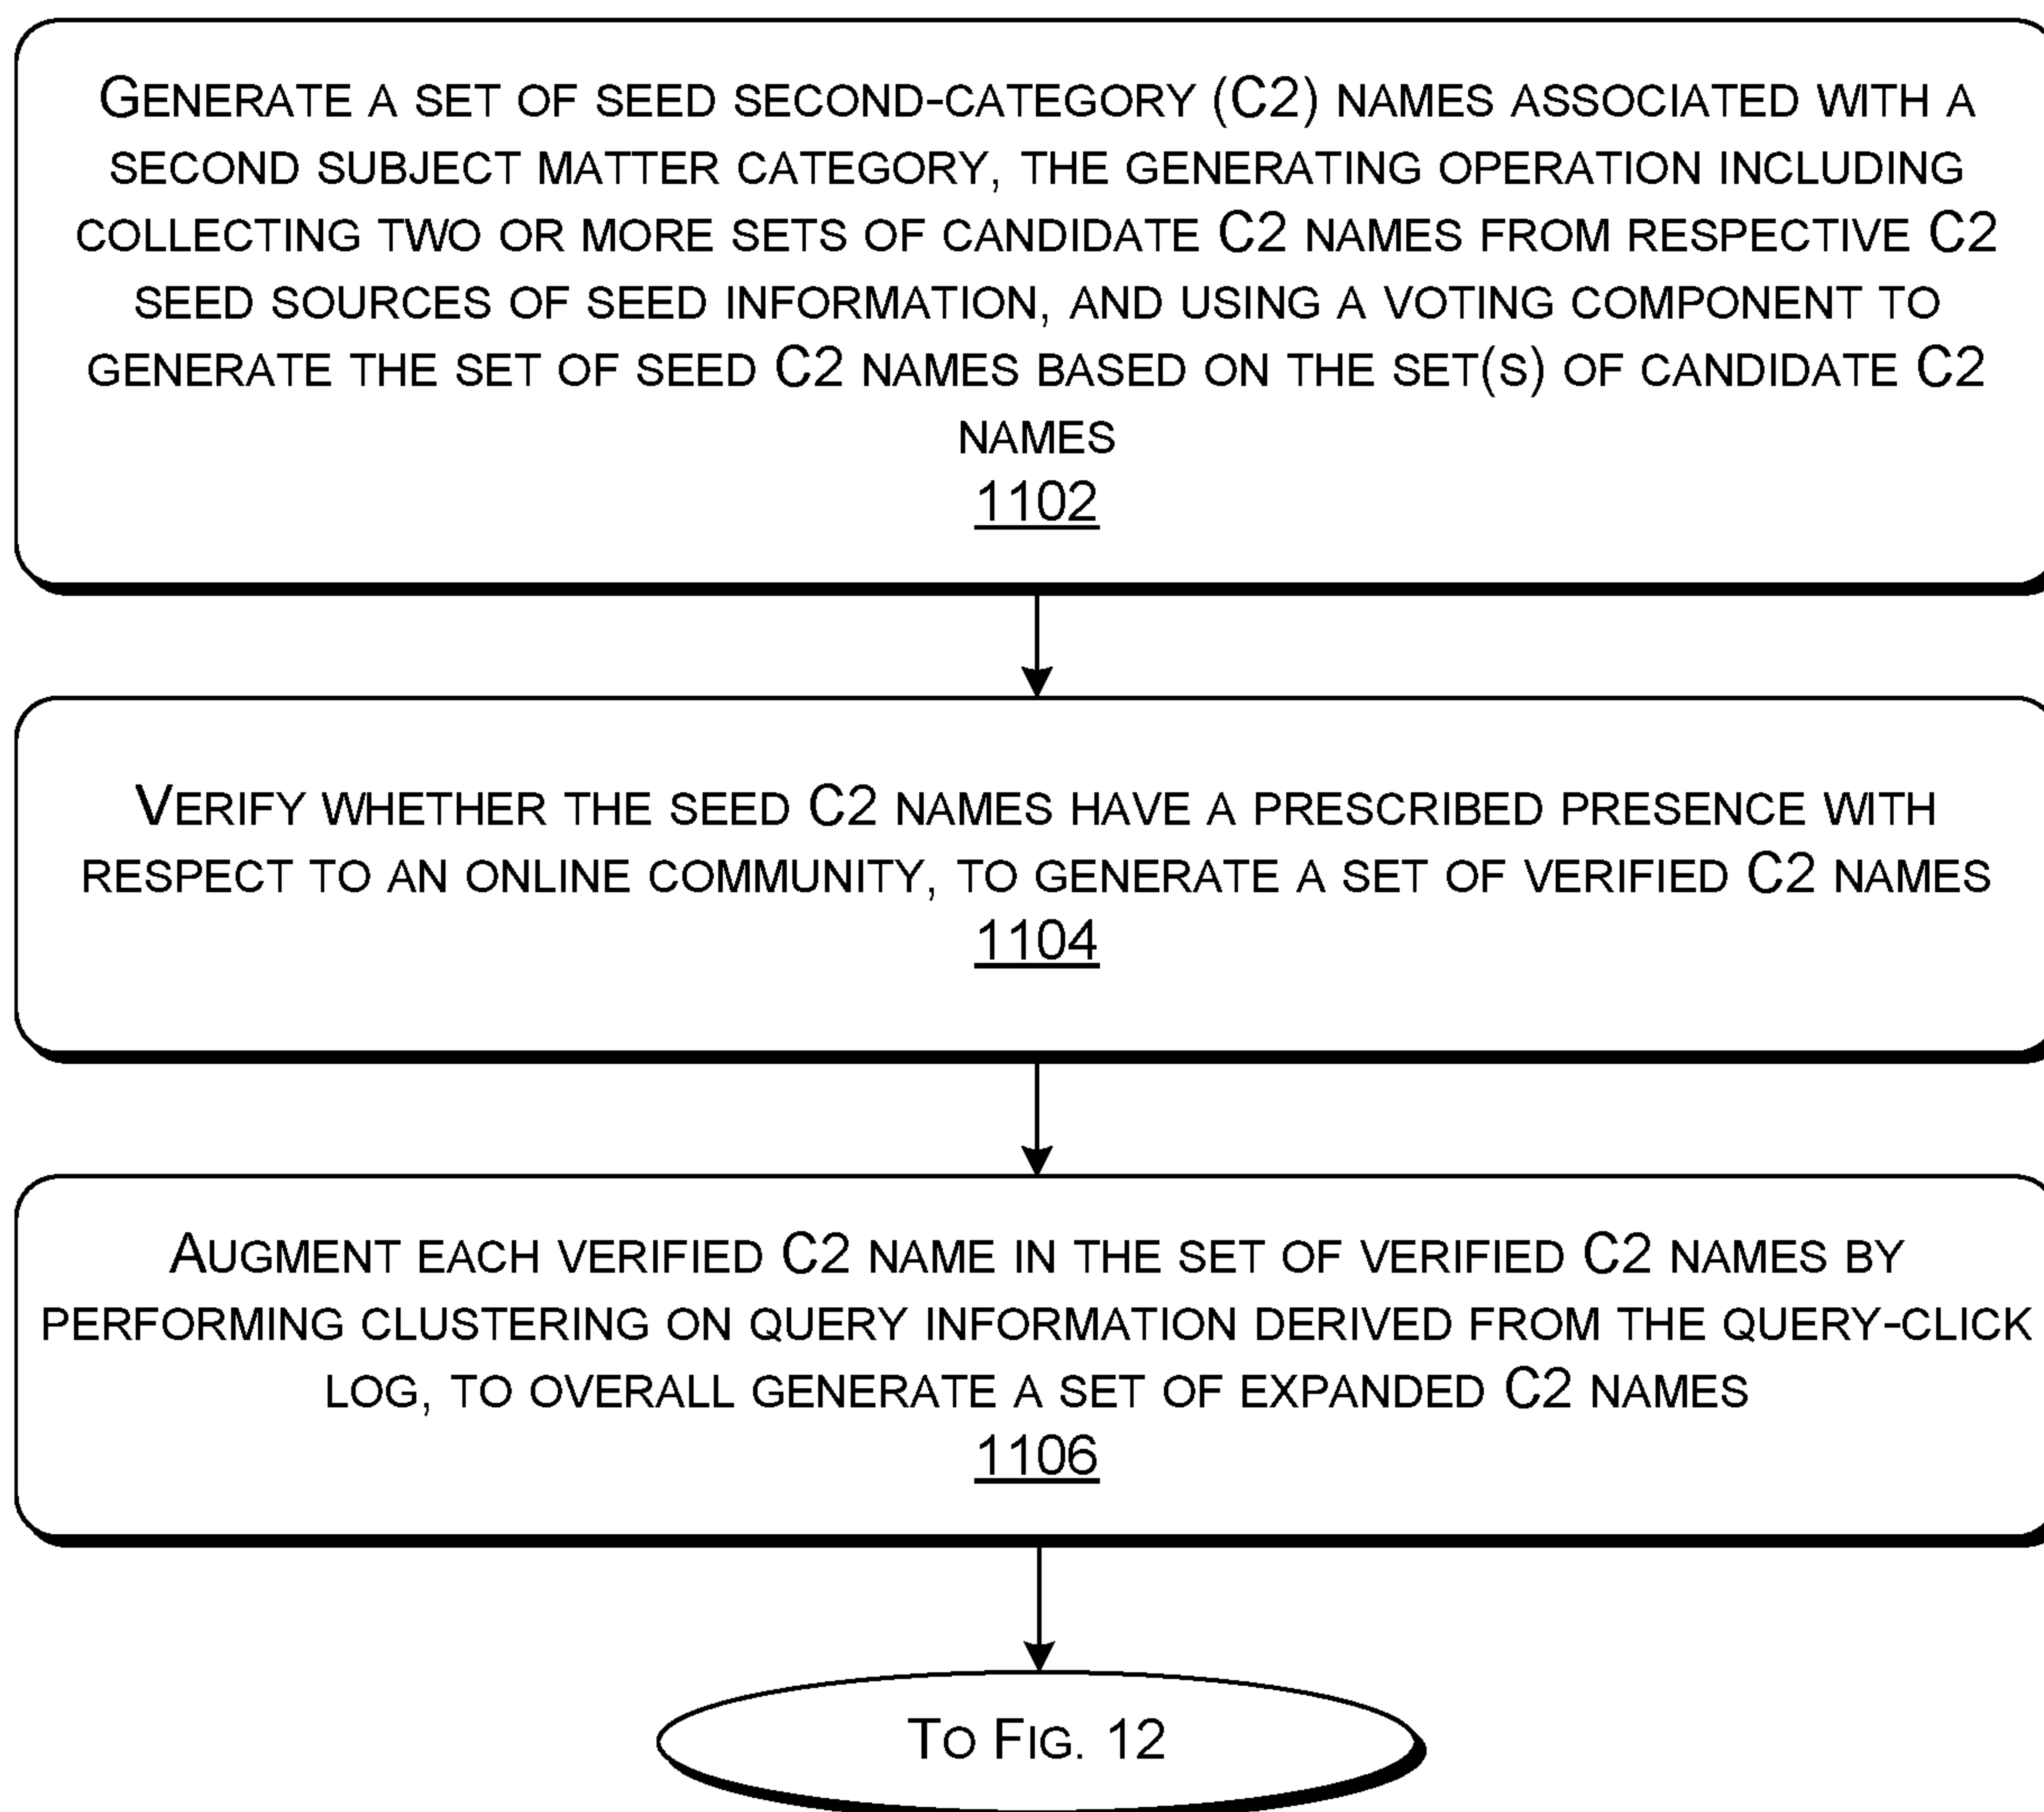 Generate a set of seed second-category (C2) names associated with a
second subject matter category, the generating operation including
collecting two or more sets of candidate C2 names from respective C2
seed sources of seed information, and using a voting component to
generate the set of seed C2 names based on the set(s) of candidate C2
names
1102
Verify whether the seed C2 names have a prescribed presence with
respect to an online community, to generate a set of verified C2 names
1104
Augment each verified C2 name in the set of verified C2 names by
performing clustering on query information derived from the query-click
log, to overall generate a set of expanded C2 names
1106
To Fig. 12